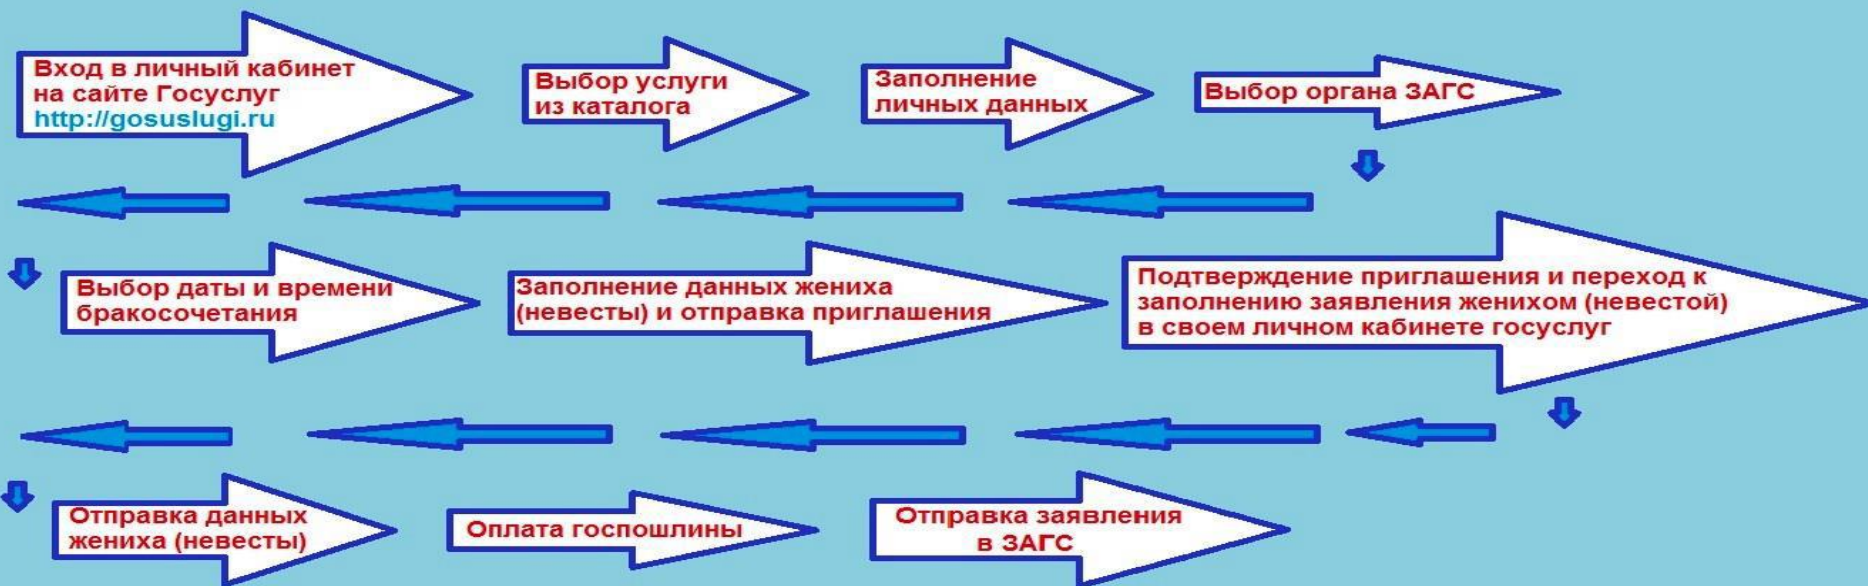 Вход в личный кабинет
на сайте Госуслуг
http://gosuslugi.ru
Выбор услуги
из каталога
Заполнение
личных данных
Выбор органа ЗАГС
Выбор даты и времени
бракосочетания
Заполнение данных жениха
(невесты) и отправка приглашения
Подтверждение приглашения и переход к
заполнению заявления женихом (невестой)
в своем личном кабинете госуслуг
Отправка данных
жениха (невесты)
Оплата госпошлины
Отправка заявления
в ЗАГС